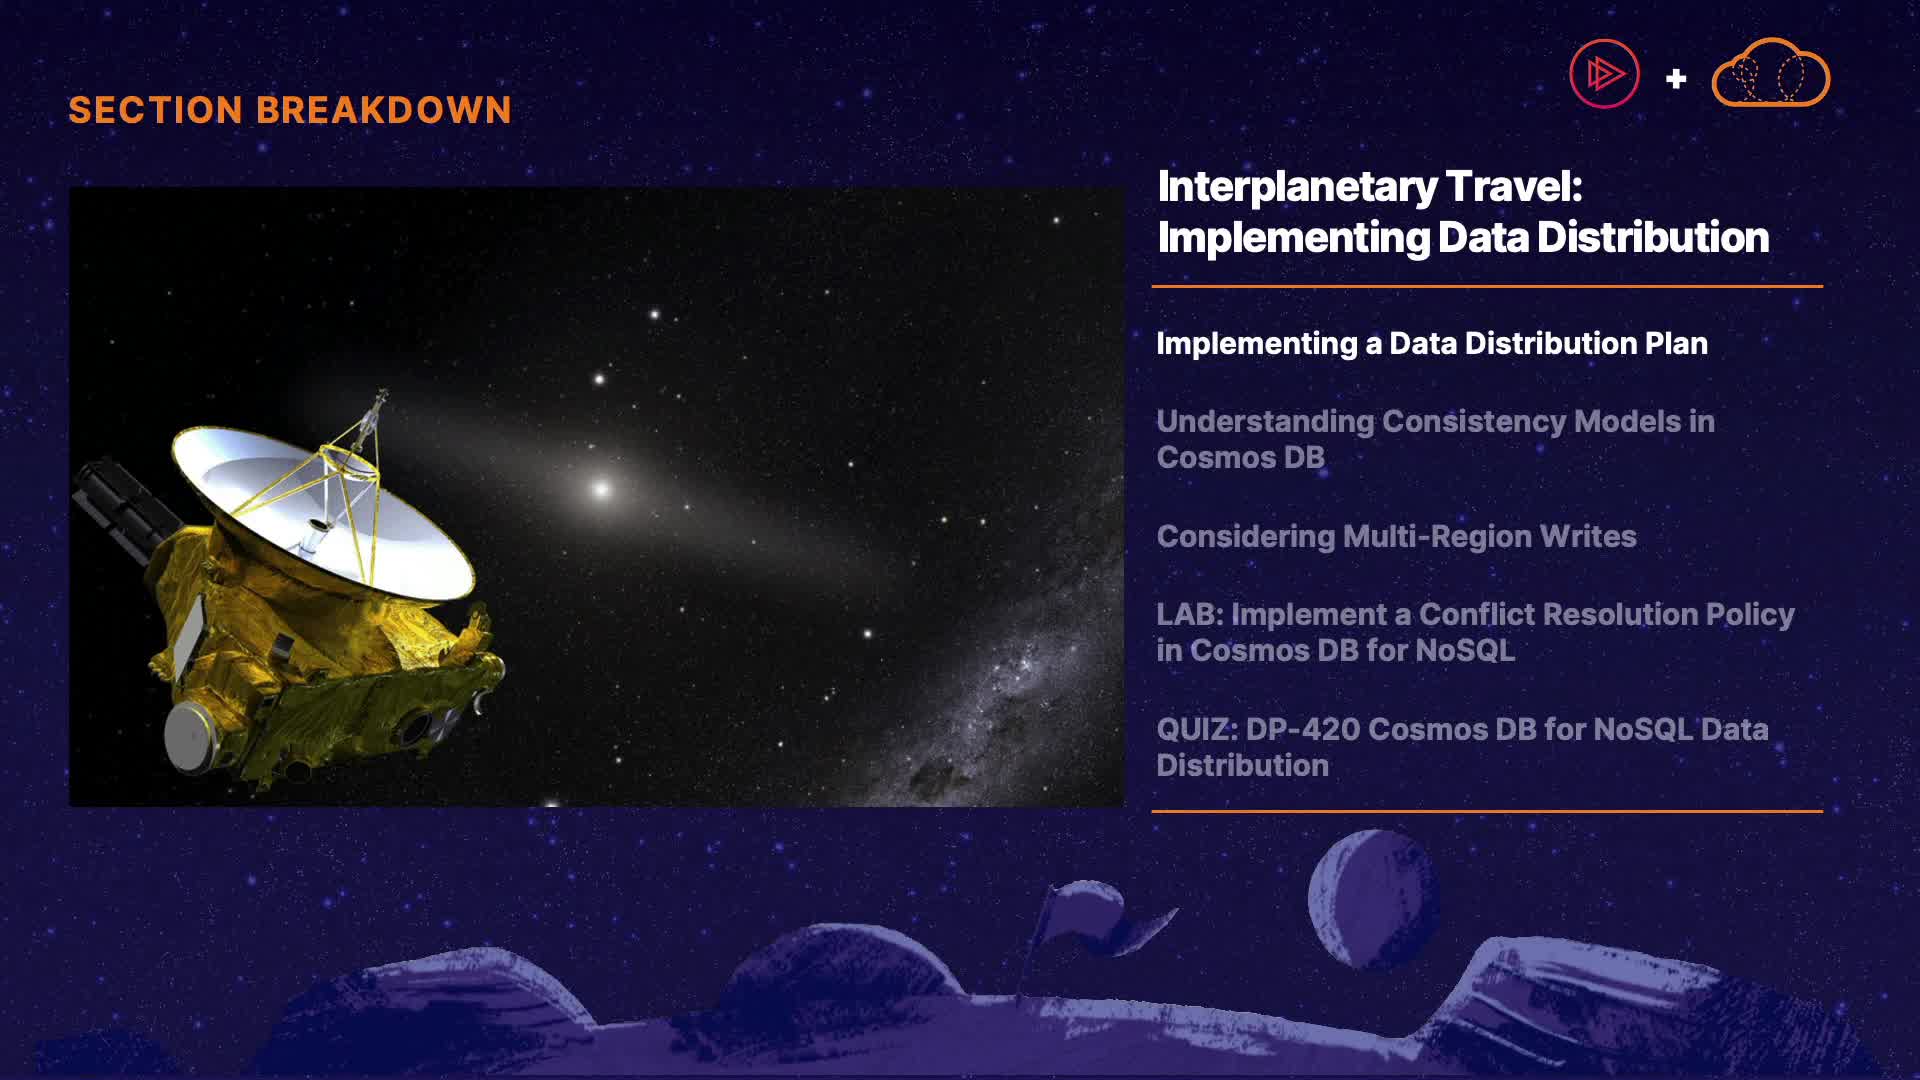 SECTION BREAKDOWN
Interplanetary Travel:
Implementing Data Distribution
Implementing a Data Distribution Plan
Understanding Consistency Models in
Cosmos DB
Considering Multi-Region Writes
LAB: Implement a Conflict Resolution Policy
in Cosmos DB for NoSQL
QUIZ: DP-420 Cosmos DB for NoSQL Data
Distribution